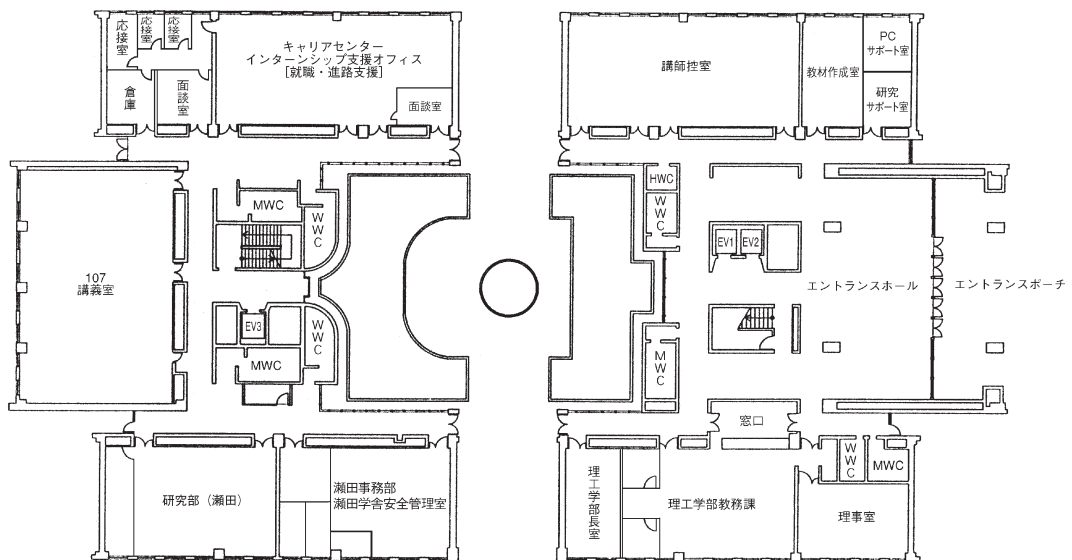 応接室
応接室
応接室
キャリアセンター
インターンシップ支援オフィス
[就職・進路支援]
倉庫
面談室
面談室
講師控室
教材作成室
PC
サポート室
研究
サポート室
MWC
WWC
HWC
WWC
EV1
EV2
107
講義室
エントランスホール
エントランスポーチ
EV3
WWC
MWC
MWC
窓口
研究部（瀬田）
瀬田事務部
瀬田学舎安全管理室
理工学部長室
理工学部教務課
WWC
MWC
理事室